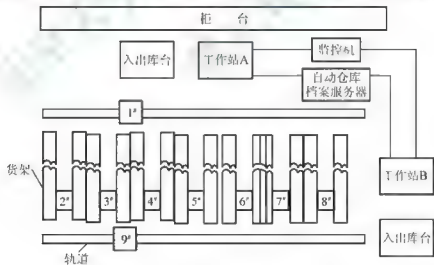 柜 台
入出库台
工作站A
监控机
自动仓库
档案服务器
1#
货架
2#
3#
4#
5#
6#
7#
8#
工作站B
9#
轨道
入出库台